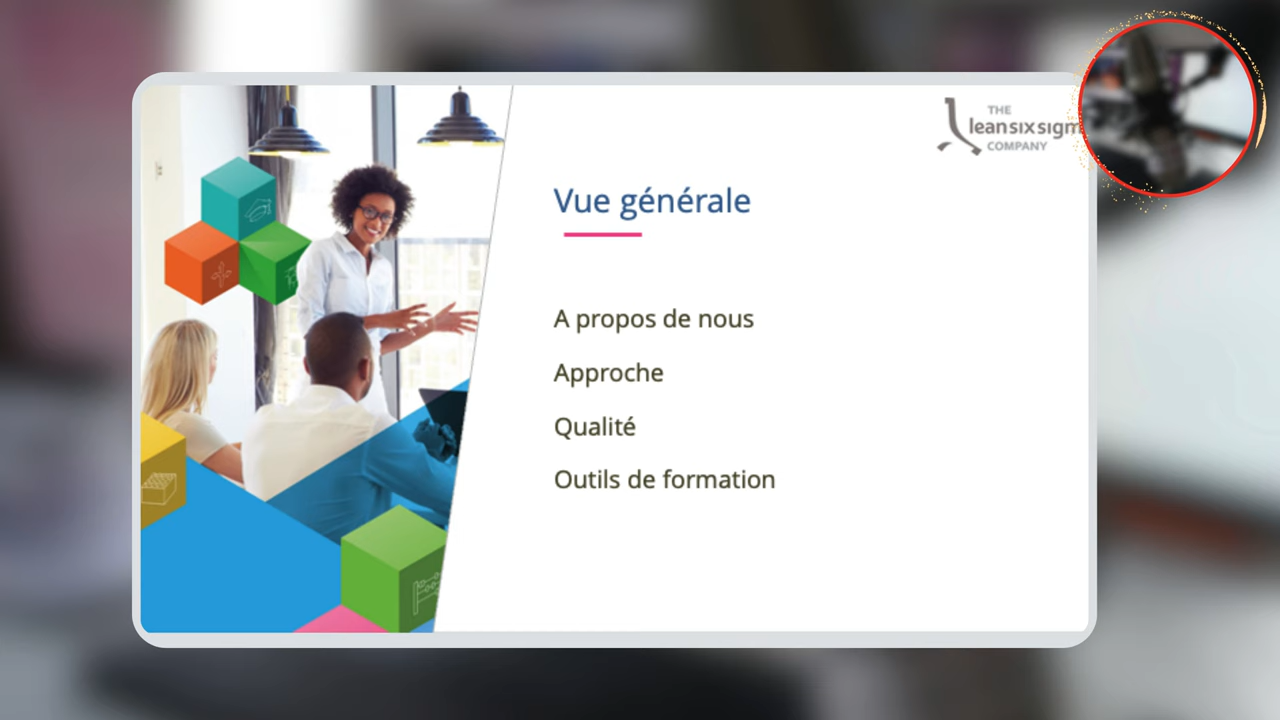 THE
leansixsigm
COMPANY
Vue générale
A propos de nous
Approche
Qualité
Outils de formation